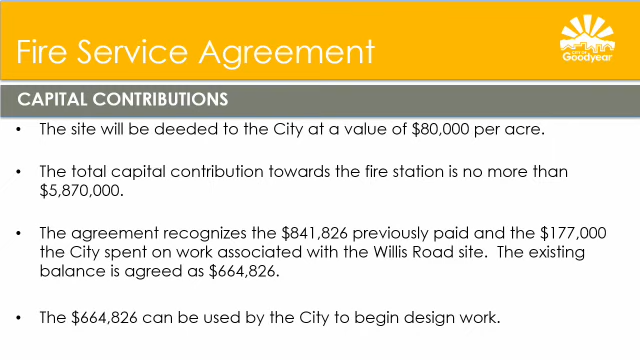 Fire Service Agreement
CITY OF
Goodyear
CAPITAL CONTRIBUTIONS
• The site will be deeded to the City at a value of $80,000 per acre.
• The total capital contribution towards the fire station is no more than
$5,870,000.
• The agreement recognizes the $841,826 previously paid and the $177,000
the City spent on work associated with the Willis Road site. The existing
balance is agreed as $664,826.
• The $664,826 can be used by the City to begin design work.